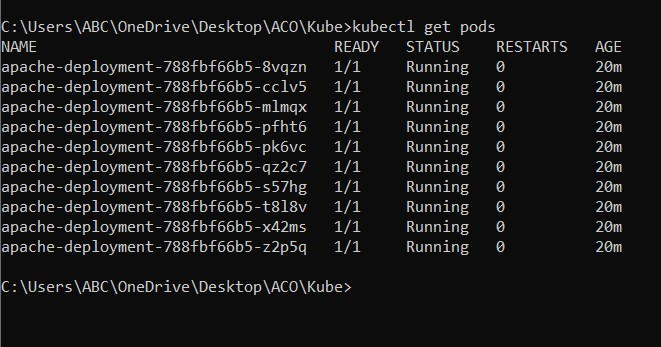 C:\Users\ABC\OneDrive\Desktop\ACO\Kube>kubectl get pods
NAME READY STATUS RESTARTS AGE
apache-deployment-788fbf66b5-8vqzn 1/1 Running 0 20m
apache-deployment-788fbf66b5-cclv5 1/1 Running 0 20m
apache-deployment-788fbf66b5-mlmqx 1/1 Running 0 20m
apache-deployment-788fbf66b5-pfht6 1/1 Running 0 20m
apache-deployment-788fbf66b5-pk6vc 1/1 Running 0 20m
apache-deployment-788fbf66b5-qz2c7 1/1 Running 0 20m
apache-deployment-788fbf66b5-s57hg 1/1 Running 0 20m
apache-deployment-788fbf66b5-t8l8v 1/1 Running 0 20m
apache-deployment-788fbf66b5-x42ms 1/1 Running 0 20m
apache-deployment-788fbf66b5-z2p5q 1/1 Running 0 20m
C:\Users\ABC\OneDrive\Desktop\ACO\Kube>